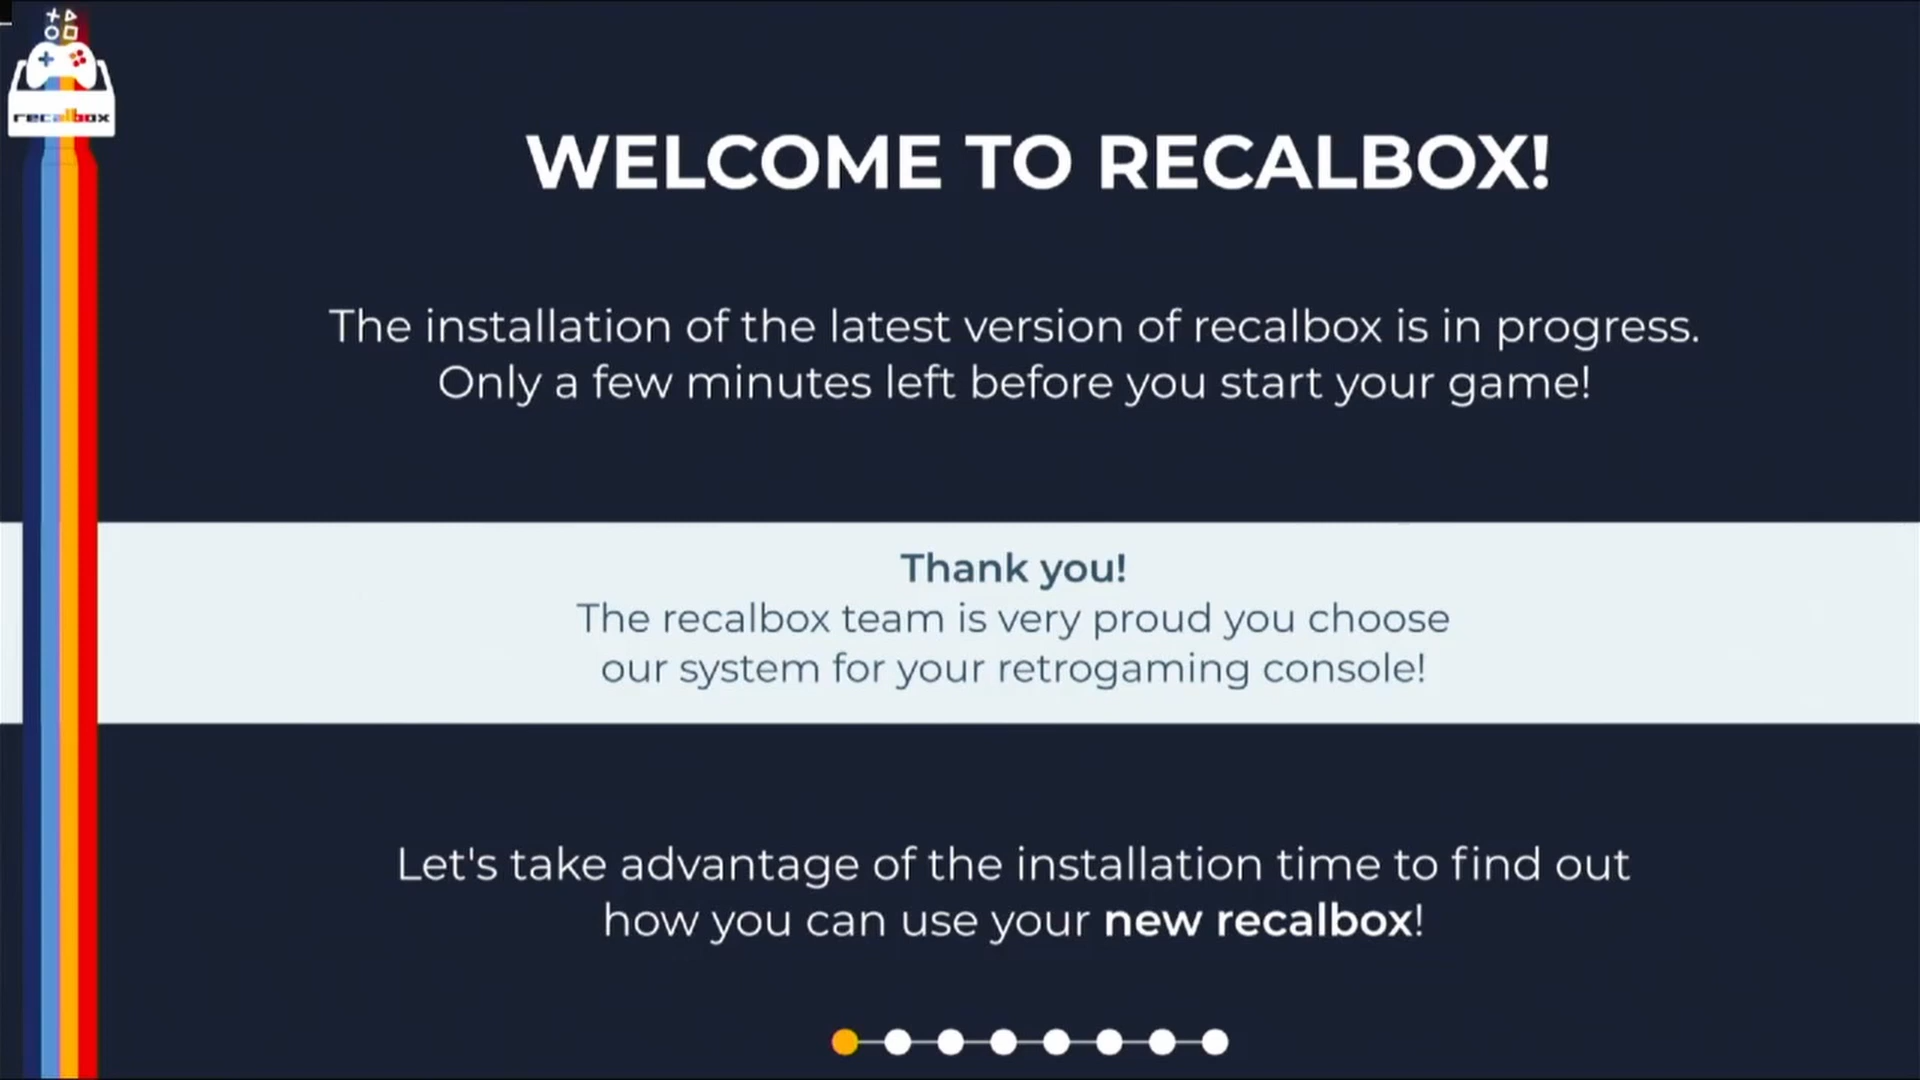 recalbox
WELCOME TO RECALBOX!
The installation of the latest version of recalbox is in progress.
Only a few minutes left before you start your game!
Thank you!
The recalbox team is very proud you choose
our system for your retrogaming console!
Let's take advantage of the installation time to find out
how you can use your new recalbox!